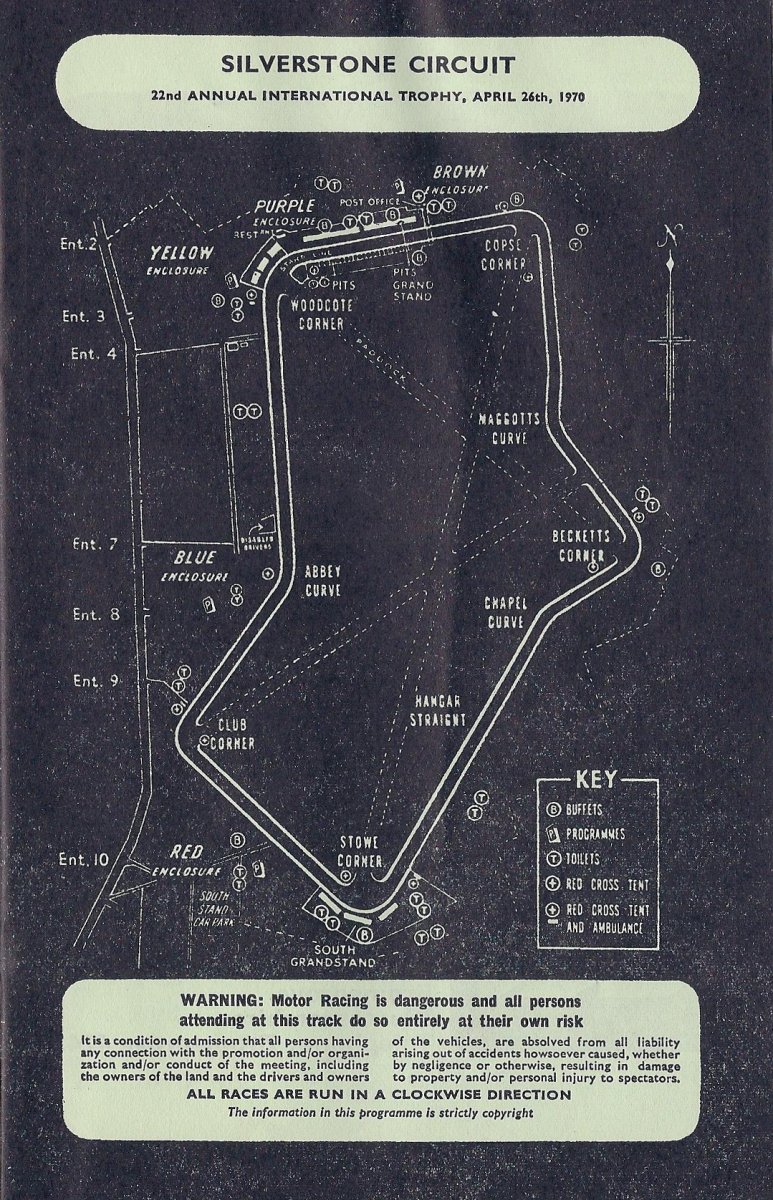 SILVERSTONE CIRCUIT
22nd ANNUAL INTERNATIONAL TROPHY, APRIL 26th, 1970
BROWN
ENCLOSURE
POST OFFICE
PURPLE
ENCLOSURE
Ent. 2
YELLOW
ENCLOSURE
COPSE
CORNER
N
PITS
PITS
GRAND
STAND
WOODCOTE
CORNER
Ent. 3
Ent. 4
PADDOCK
MAGGOTTS
CURVE
Ent. 7
DISABLED
DRIVERS
BECKETTS
CORNER
BLUE
ENCLOSURE
ABBEY
CURVE
CHAPEL
CURVE
Ent. 8
Ent. 9
HANGAR
STRAIGHT
CLUB
CORNER
KEY
B BUFFETS
P PROGRAMMES
T TOILETS
RED CROSS TENT
RED CROSS TENT
AND AMBULANCE
STOWE
CORNER
RED
ENCLOSURE
Ent. 10
SOUTH
STAND
CAR PARK
SOUTH
GRANDSTAND
WARNING: Motor Racing is dangerous and all persons
attending at this track do so entirely at their own risk
It is a condition of admission that all persons having
any connection with the promotion and/or organi-
zation and/or conduct of the meeting, including
the owners of the land and the drivers and owners
of the vehicles, are absolved from all liability
arising out of accidents howsoever caused, whether
by negligence or otherwise, resulting in damage
to property and/or personal injury to spectators.
ALL RACES ARE RUN IN A CLOCKWISE DIRECTION
The information in this programme is strictly copyright